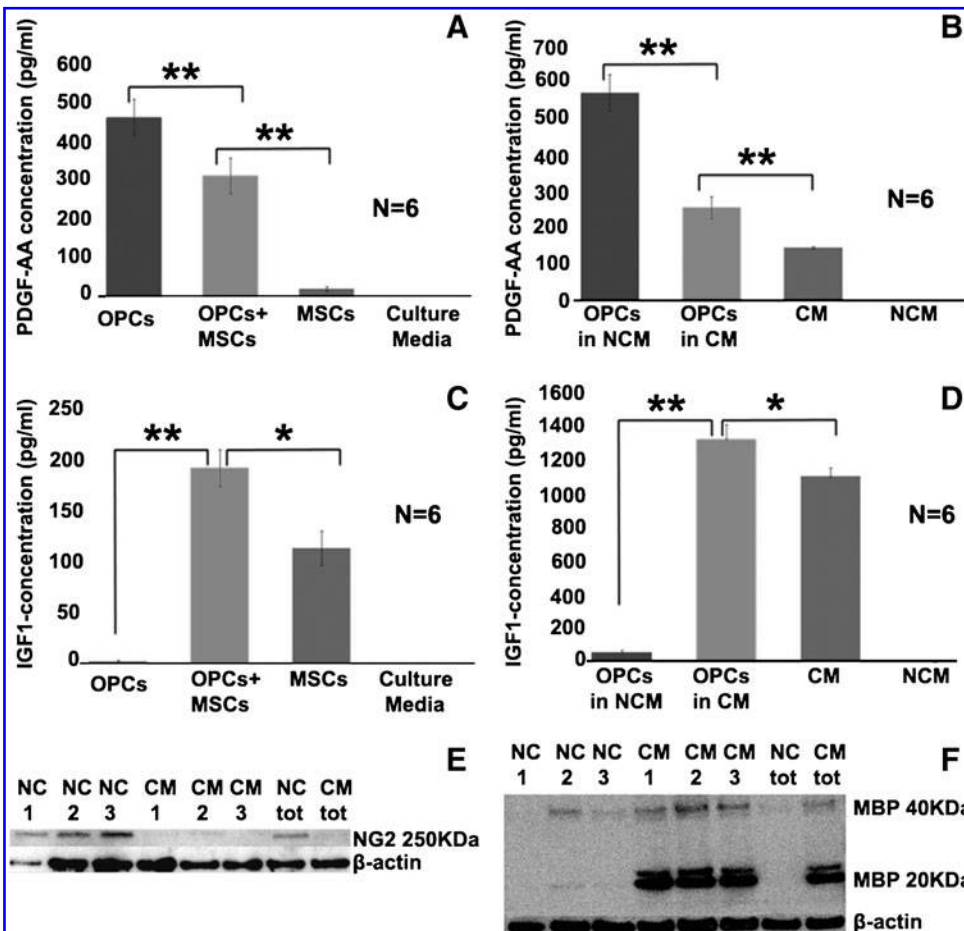 A
PDGF-AA concentration (pg/ml)
600
500
400
300
200
100
0
**
**
N=6
OPCs
OPCs+
MSCs
MSCs
Culture
Media
B
PDGF-AA concentration (pg/ml)
700
600
500
400
300
200
100
0
**
**
N=6
OPCs
in NCM
OPCs
in CM
CM
NCM
C
IGF1-concentration (pg/ml)
250
200
150
100
50
0
**
*
N=6
OPCs
OPCs+
MSCs
MSCs
Culture
Media
D
IGF1-concentration (pg/ml)
1600
1400
1200
1000
800
600
400
200
0
**
*
N=6
OPCs
in NCM
OPCs
in CM
CM
NCM
E
NC NC NC CM CM CM NC CM
1 2 3 1 2 3 tot tot
NG2 250KDa
β-actin
F
NC NC NC CM CM CM NC CM
1 2 3 1 2 3 tot tot
MBP 40KDa
MBP 20KDa
β-actin